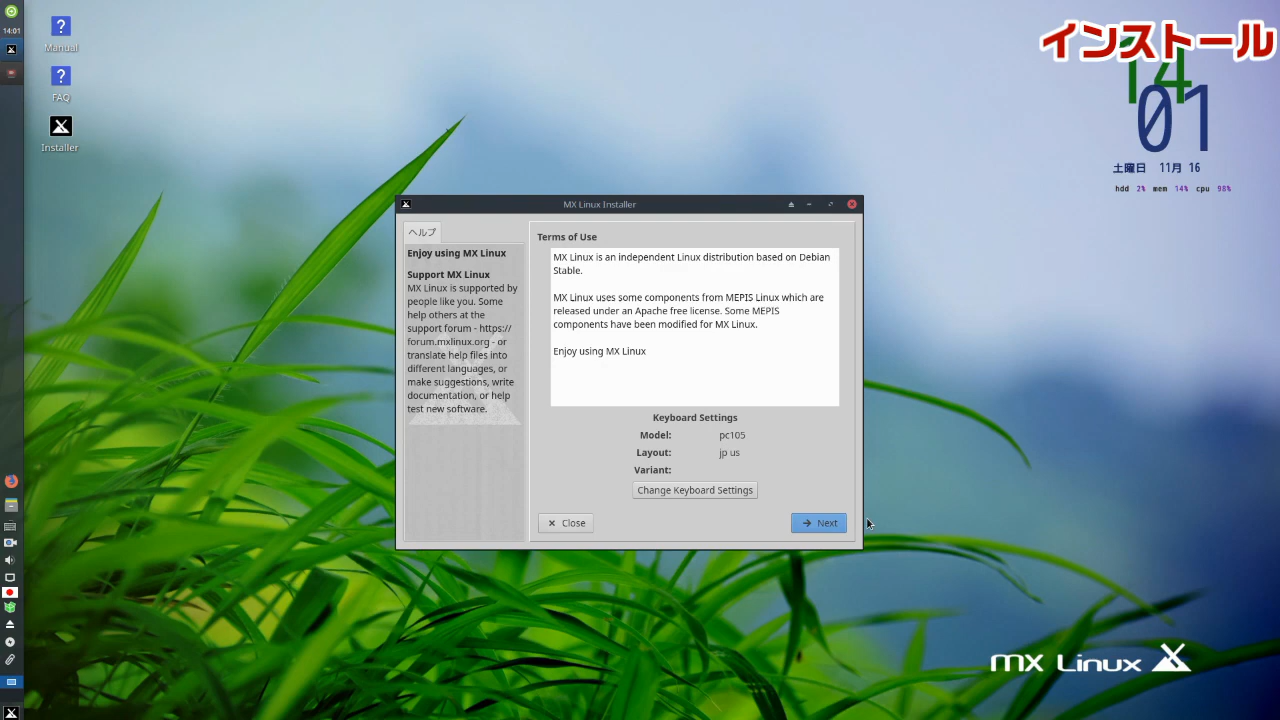 14:01
Manual
FAQ
Installer
インストール
14
01
土曜日 11月 16
hdd 2% mem 14% cpu 98%
MX Linux Installer
ヘルプ
Enjoy using MX Linux
Support MX Linux
MX Linux is supported by
people like you. Some
help others at the
support forum - https://
forum.mxlinux.org - or
translate help files into
different languages, or
make suggestions, write
documentation, or help
test new software.
Terms of Use
MX Linux is an independent Linux distribution based on Debian
Stable.
MX Linux uses some components from MEPIS Linux which are
released under an Apache free license. Some MEPIS
components have been modified for MX Linux.
Enjoy using MX Linux
Keyboard Settings
Model: pc105
Layout: jp us
Variant:
Change Keyboard Settings
Close
Next
MX Linux